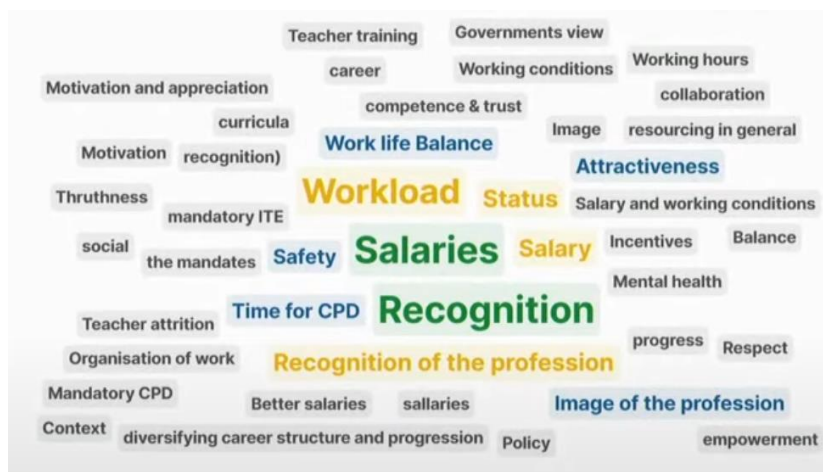 Teacher training
Governments view
career
Working conditions
Working hours
Motivation and appreciation
collaboration
competence & trust
curricula
Image
resourcing in general
Work life Balance
Motivation
recognition)
Attractiveness
Workload
Status
Thruthness
Salary and working conditions
mandatory ITE
social
the mandates
Safety
Salaries
Salary
Incentives
Balance
Mental health
Time for CPD
Recognition
Teacher attrition
progress
Respect
Organisation of work
Recognition of the profession
Mandatory CPD
Better salaries
sallaries
Image of the profession
Context
diversifying career structure and progression
Policy
empowerment